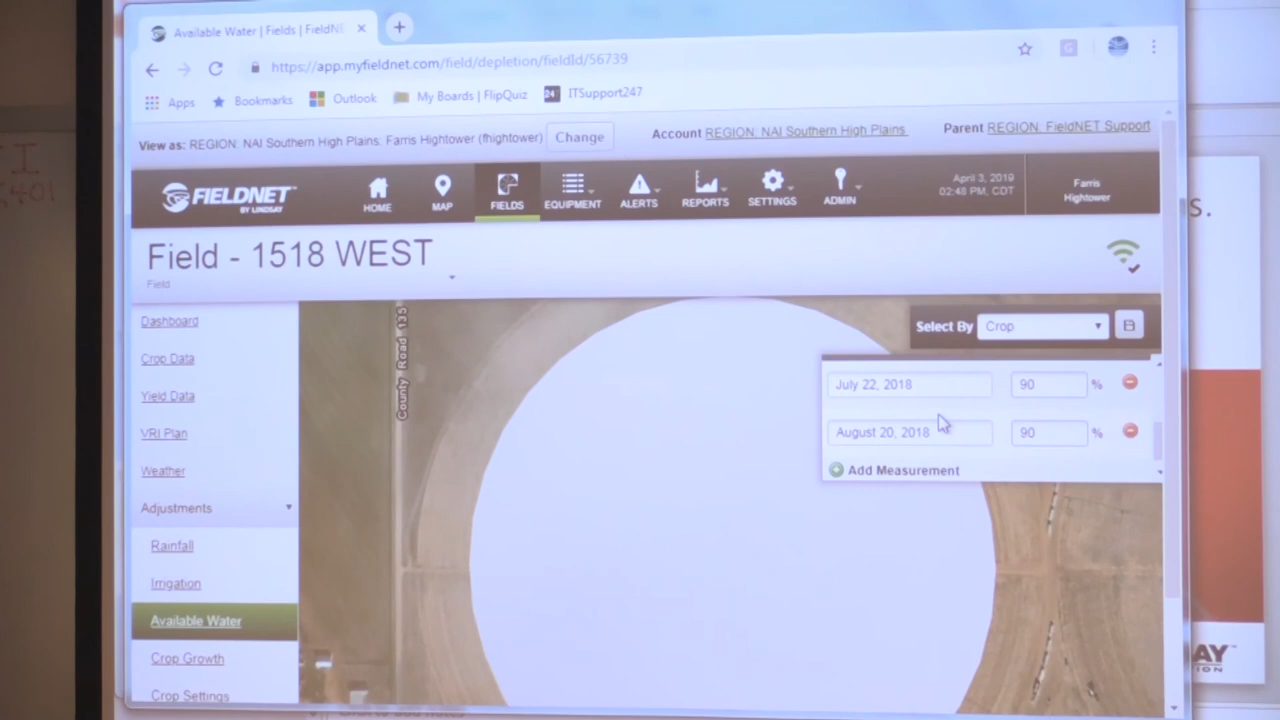 Available Water | Fields | FieldNE
https://app.myfieldnet.com/field/depletion/fieldId/56739
Apps Bookmarks Outlook My Boards | FlipQuiz 24 ITSupport247
View as: REGION: NAI Southern High Plains: Farris Hightower (fhightower) Change Account REGION: NAI Southern High Plains Parent REGION: FieldNET Support
FIELDNET BY LINDSAY
HOME MAP FIELDS EQUIPMENT ALERTS REPORTS SETTINGS ADMIN
April 3, 2019
02:48 PM, CDT
Farris
Hightower
Field - 1518 WEST
Field
Dashboard
Crop Data
Yield Data
VRI Plan
Weather
Adjustments
Rainfall
Irrigation
Available Water
Crop Growth
Crop Settings
County Road 135
Select By Crop
July 22, 2018 90 %
August 20, 2018 90 %
Add Measurement
s.
AY
ION